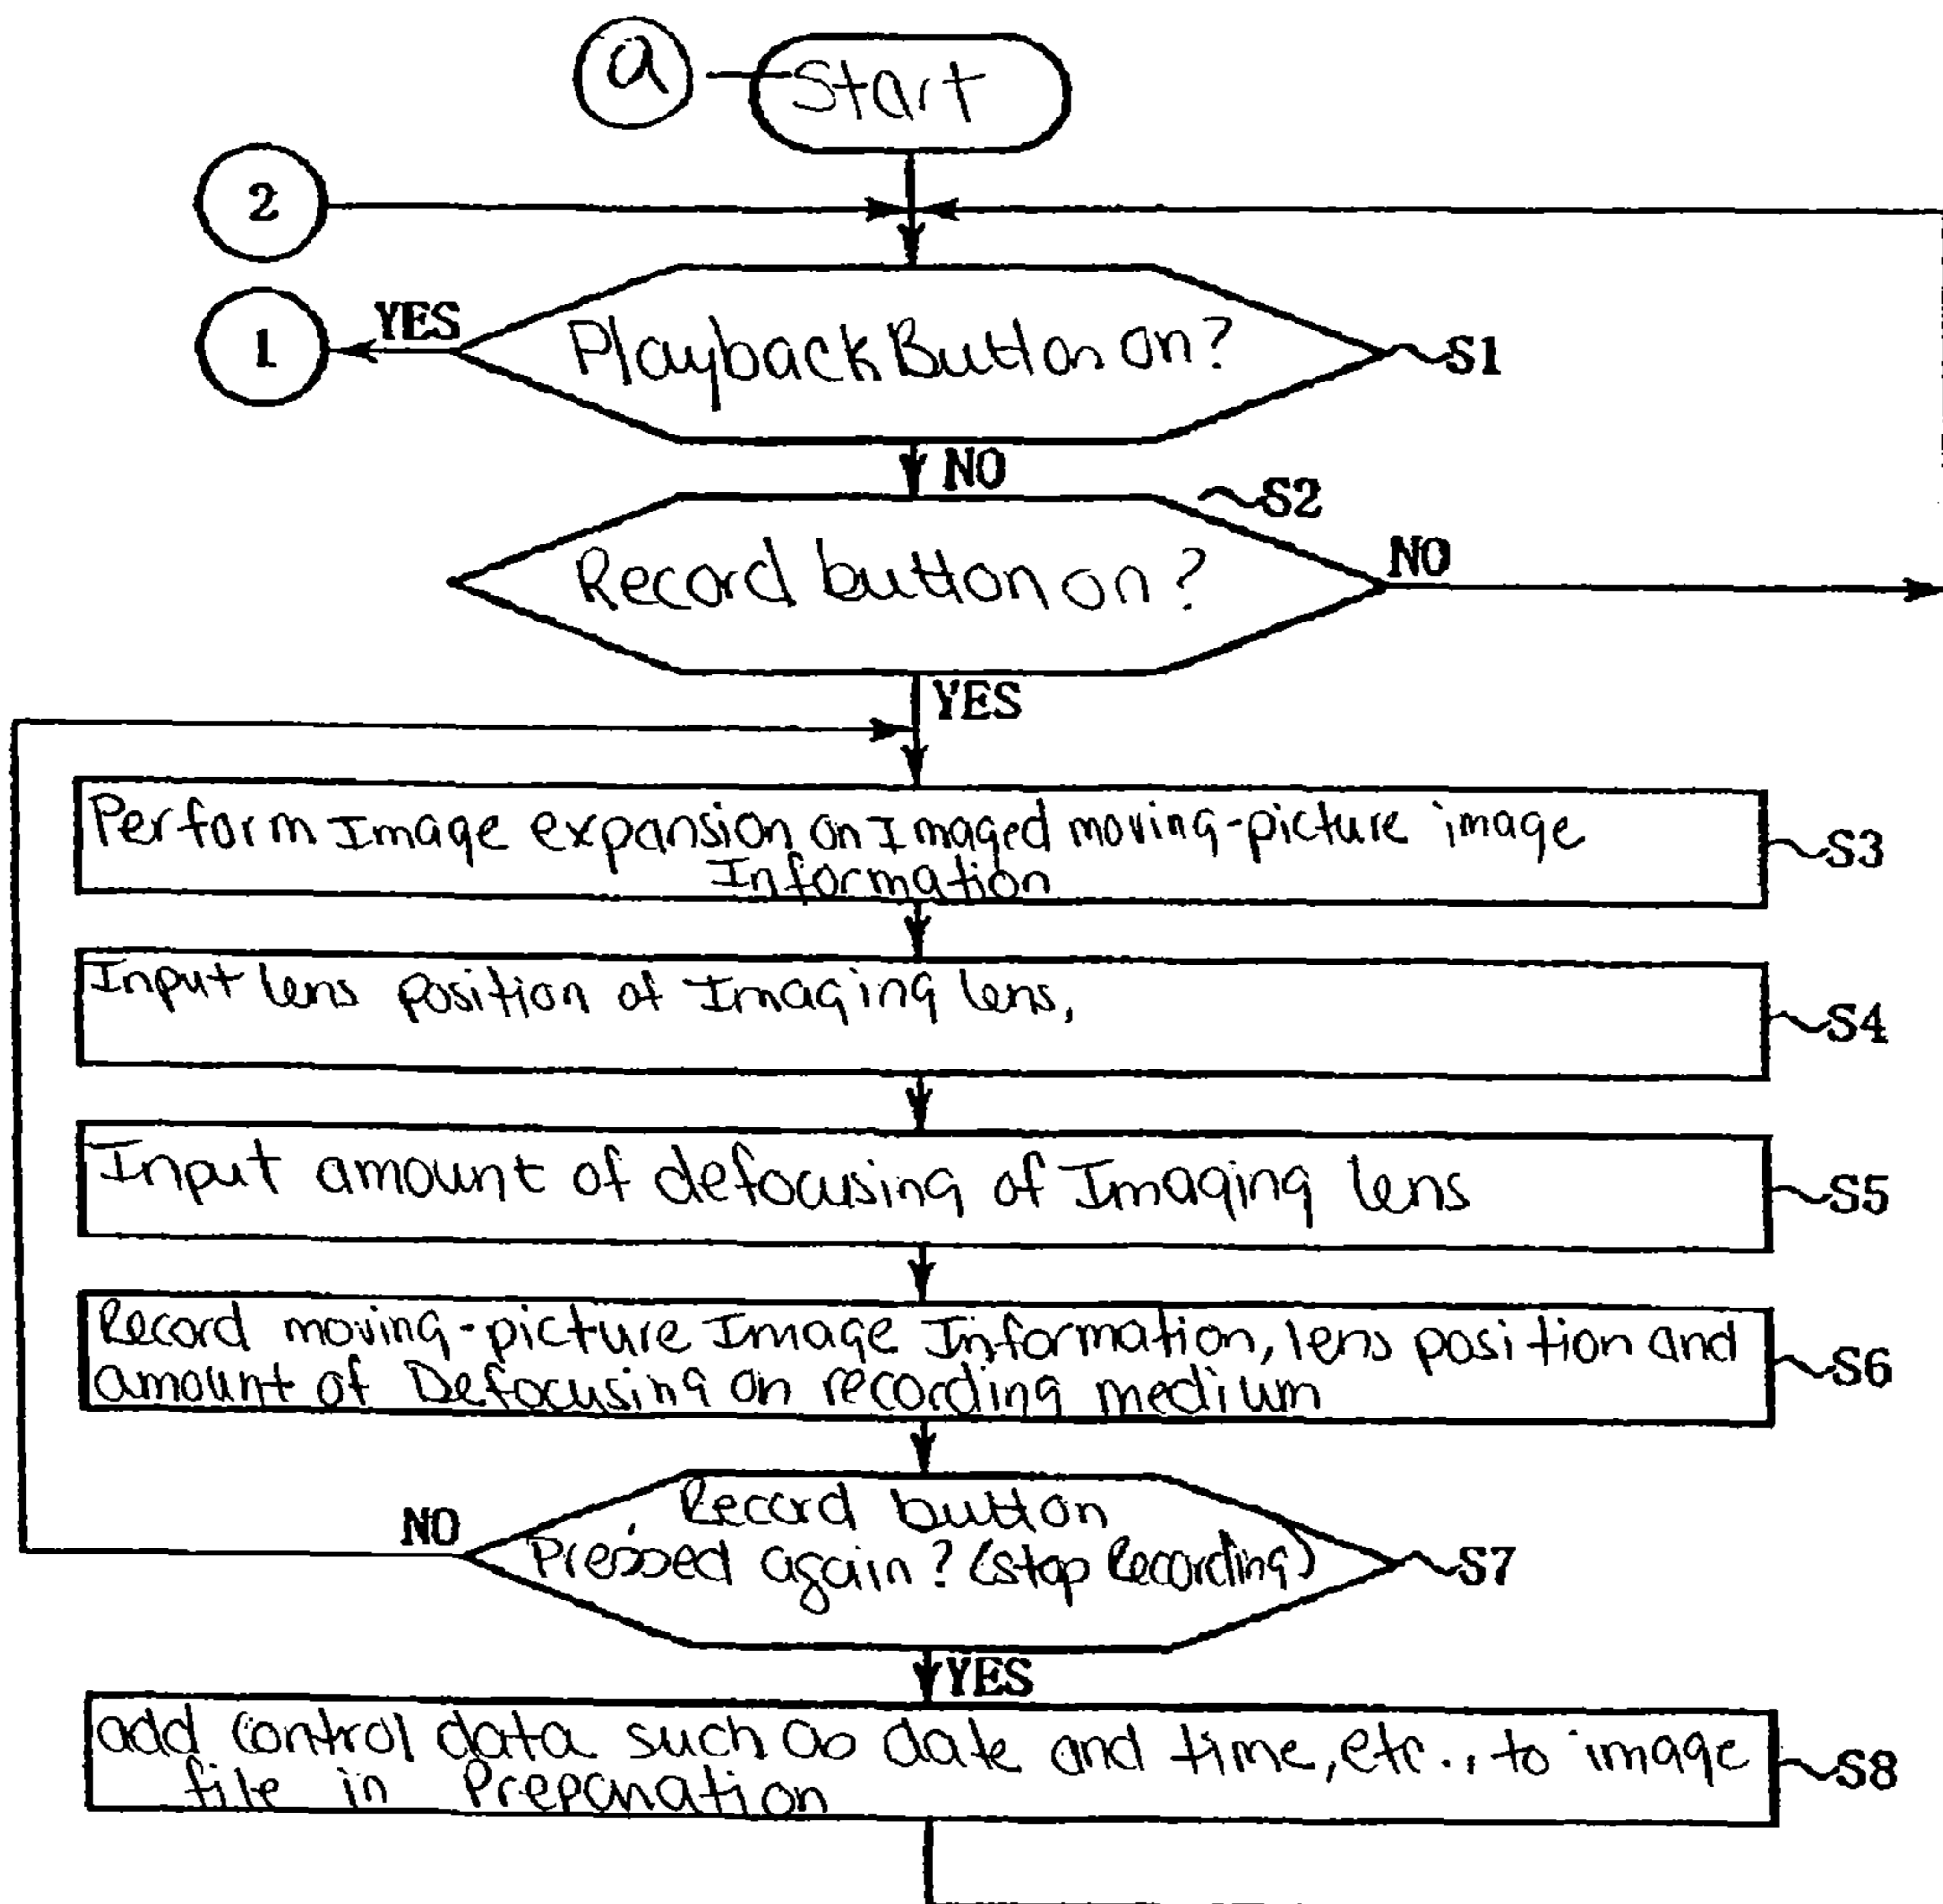 a Start
2
1 YES Playback Button on? S1
NO
S2
Record button on? NO
YES
Perform Image expansion on Imaged moving-picture image
Information
S3
Input lens position of Imaging lens,
S4
Input amount of defocusing of Imaging lens S5
Record moving-picture Image Information, lens position and
amount of Defocusing on recording medium
S6
Record button
NO Pressed again? (stop Recording) S7
YES
add control data such as date and time, etc., to image
file in Preparation
S8